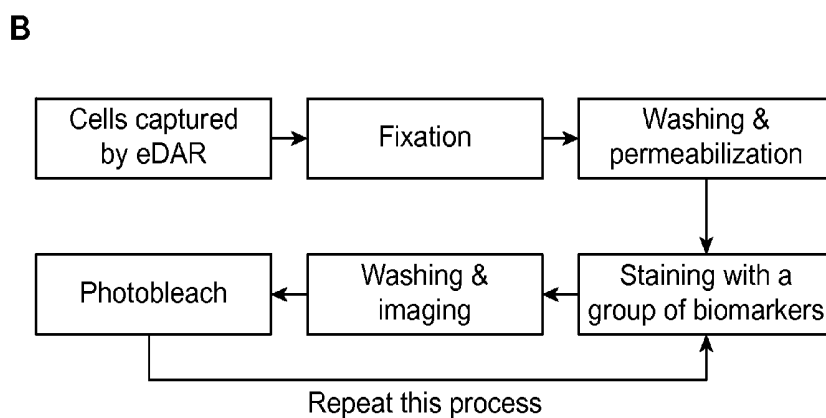 B
Cells captured
by eDAR
Fixation
Washing &
permeabilization
Photobleach
Washing &
imaging
Staining with a
group of biomarkers
Repeat this process